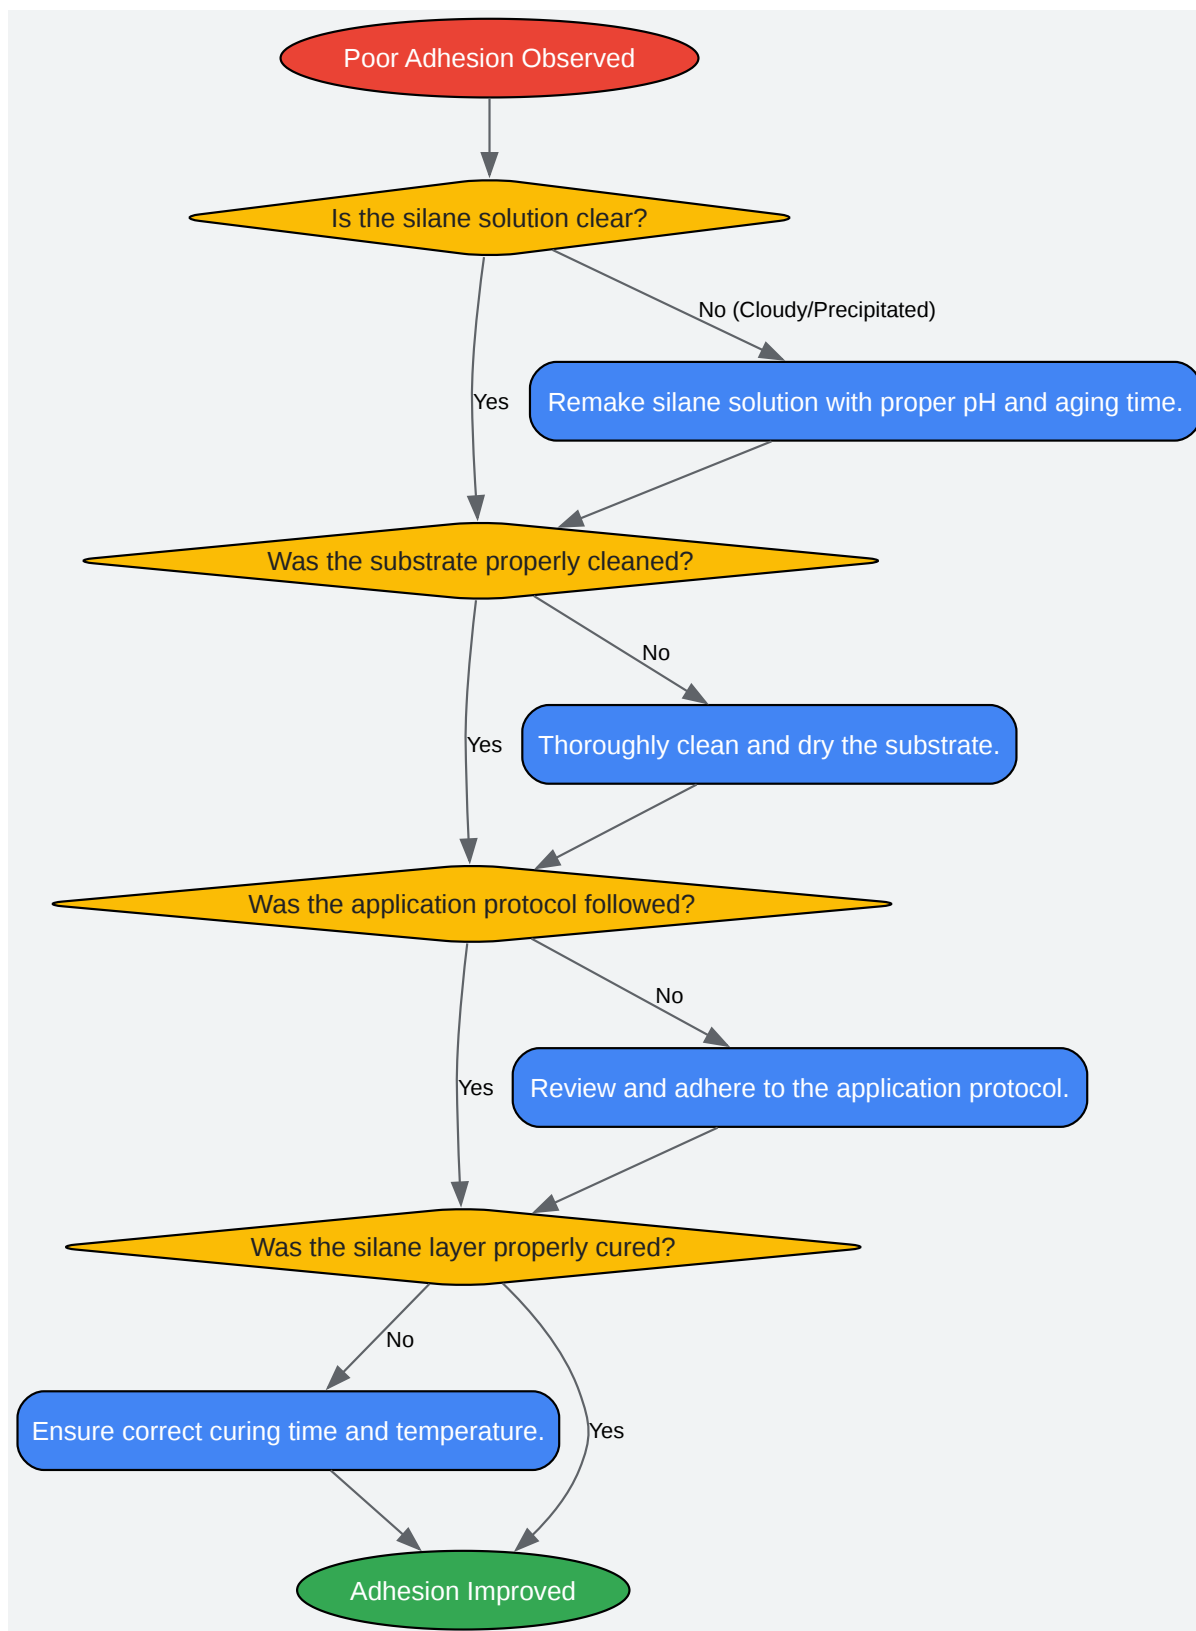 Poor Adhesion Observed
Is the silane solution clear?
No (Cloudy/Precipitated)
Yes
Remake silane solution with proper pH and aging time.
Was the substrate properly cleaned?
No
Yes
Thoroughly clean and dry the substrate.
Was the application protocol followed?
No
Yes
Review and adhere to the application protocol.
Was the silane layer properly cured?
No
Ensure correct curing time and temperature.
Yes
Adhesion Improved